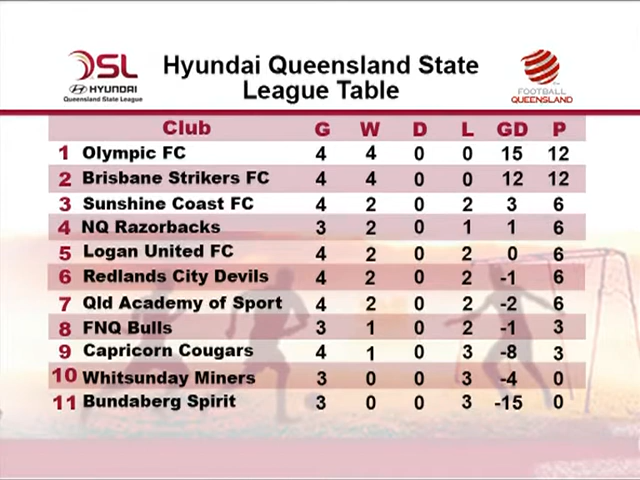 QSL
HYUNDAI
Queensland State League
Hyundai Queensland State
League Table
FOOTBALL
QUEENSLAND
Club G W D L GD P
1 Olympic FC 4 4 0 0 15 12
2 Brisbane Strikers FC 4 4 0 0 12 12
3 Sunshine Coast FC 4 2 0 2 3 6
4 NQ Razorbacks 3 2 0 1 1 6
5 Logan United FC 4 2 0 2 0 6
6 Redlands City Devils 4 2 0 2 -1 6
7 Qld Academy of Sport 4 2 0 2 -2 6
8 FNQ Bulls 3 1 0 2 -1 3
9 Capricorn Cougars 4 1 0 3 -8 3
10 Whitsunday Miners 3 0 0 3 -4 0
11 Bundaberg Spirit 3 0 0 3 -15 0